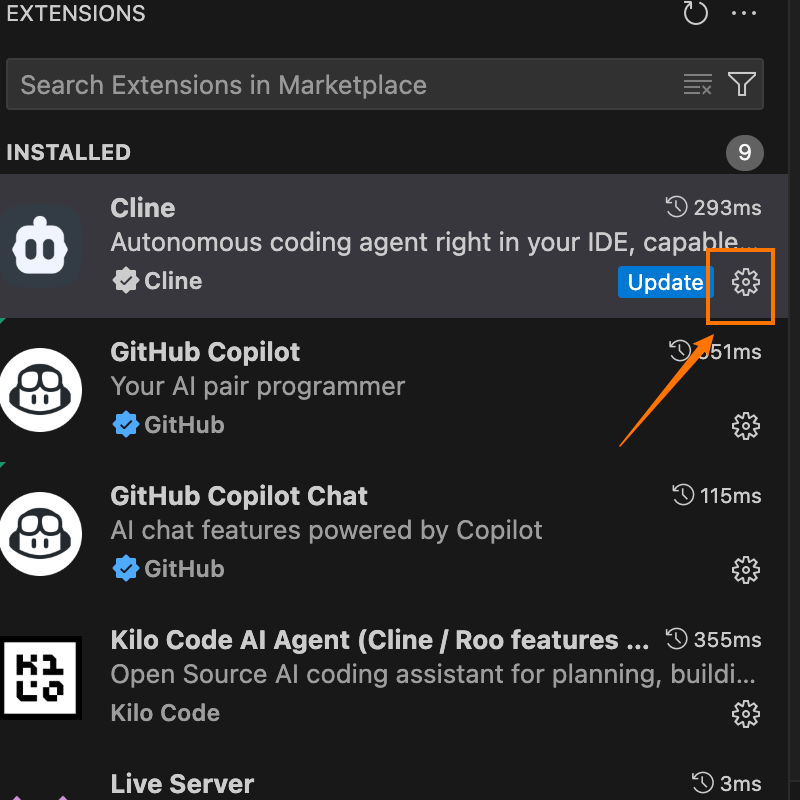 EXTENSIONS
Search Extensions in Marketplace
INSTALLED 9
Cline 293ms
Autonomous coding agent right in your IDE, capable...
Cline Update
GitHub Copilot 51ms
Your AI pair programmer
GitHub
GitHub Copilot Chat 115ms
AI chat features powered by Copilot
GitHub
Kilo Code AI Agent (Cline / Roo features ... 355ms
Open Source AI coding assistant for planning, buildi...
Kilo Code
Live Server 3ms